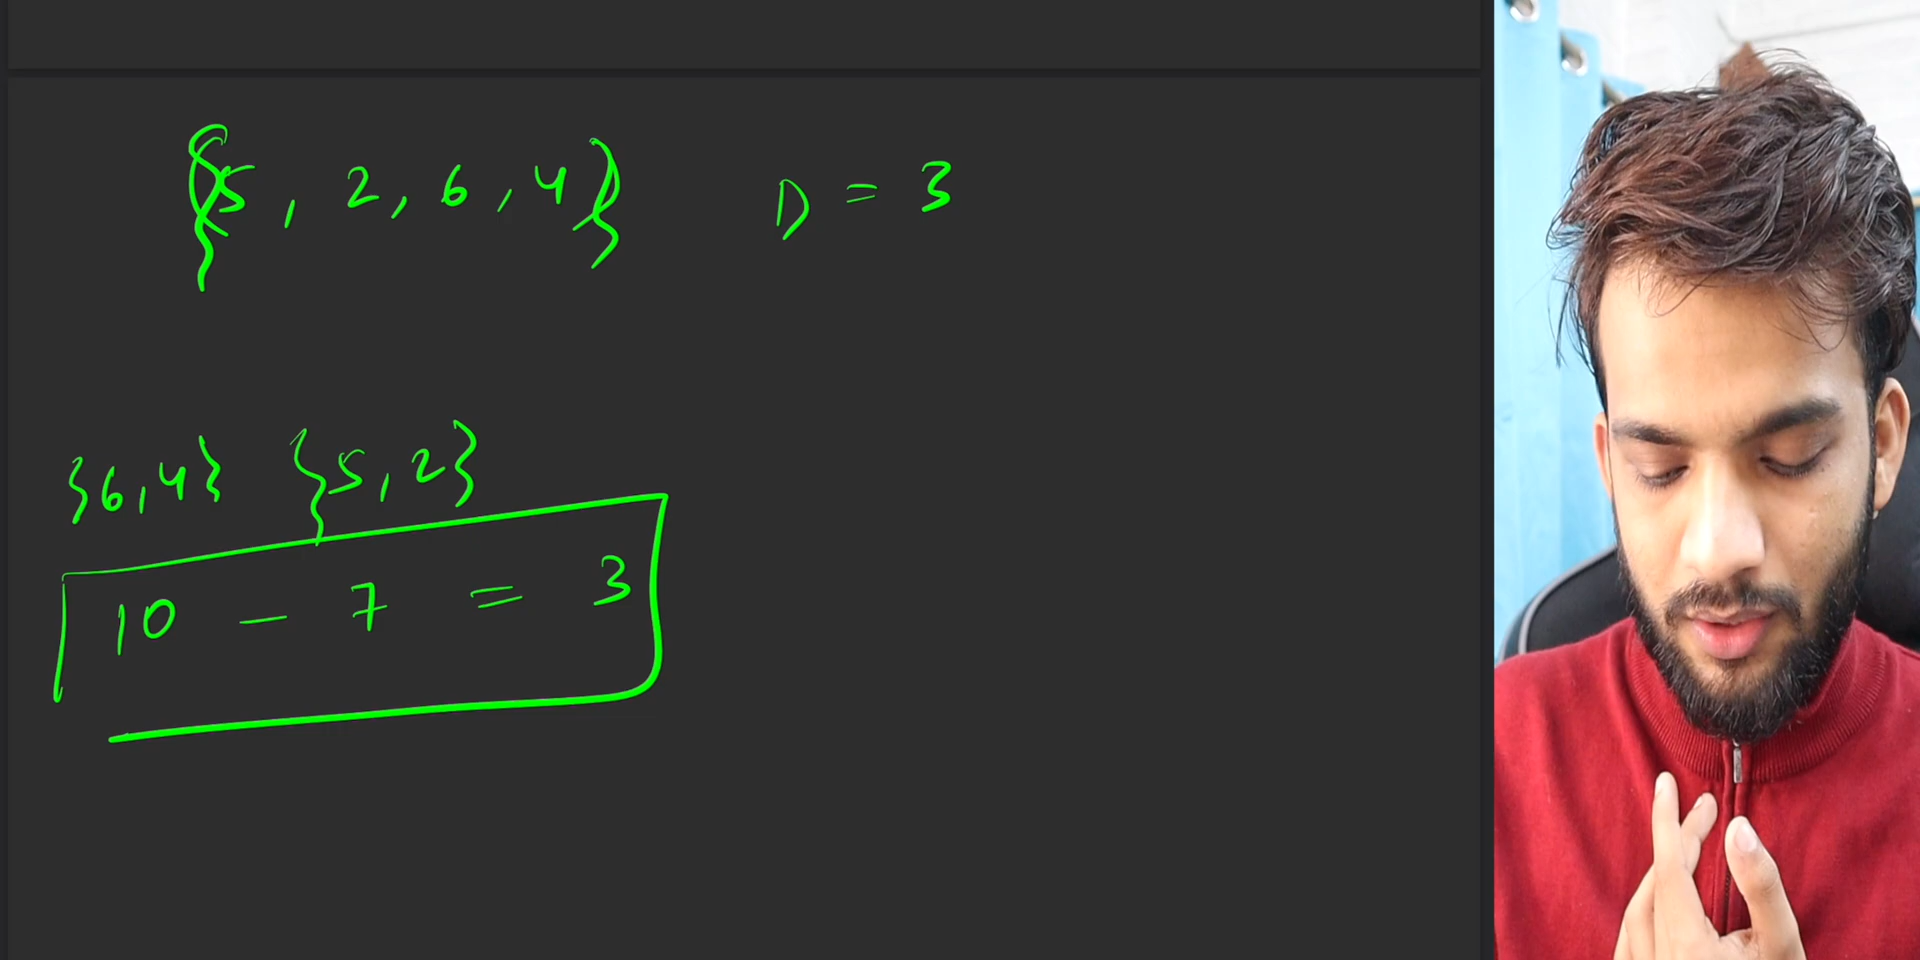 {5, 2, 6, 4} D = 3
{6,4} {5,2}
10 - 7 = 3